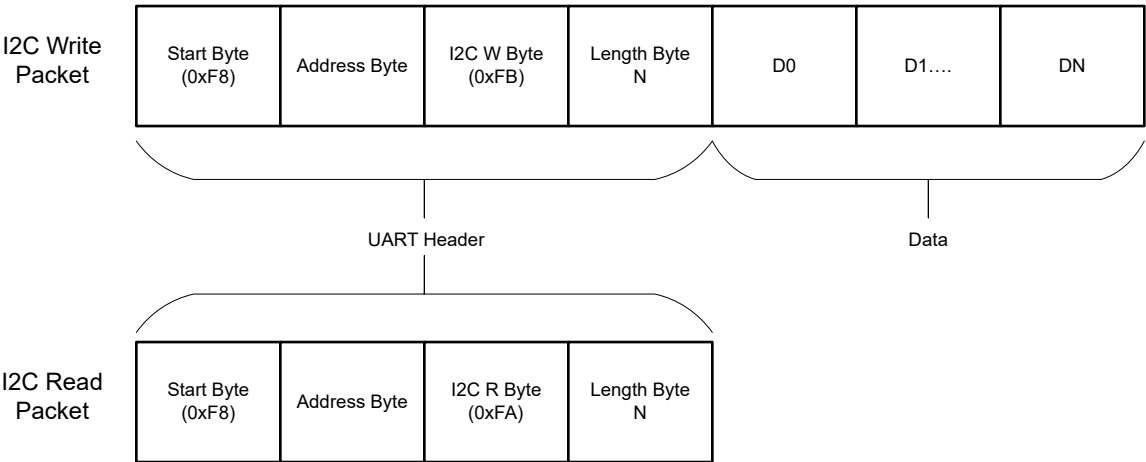 I2C Write
Packet
Start Byte
(0xF8)
Address Byte
I2C W Byte
(0xFB)
Length Byte
N
D0
D1....
DN
UART Header
Data
I2C Read
Packet
Start Byte
(0xF8)
Address Byte
I2C R Byte
(0xFA)
Length Byte
N